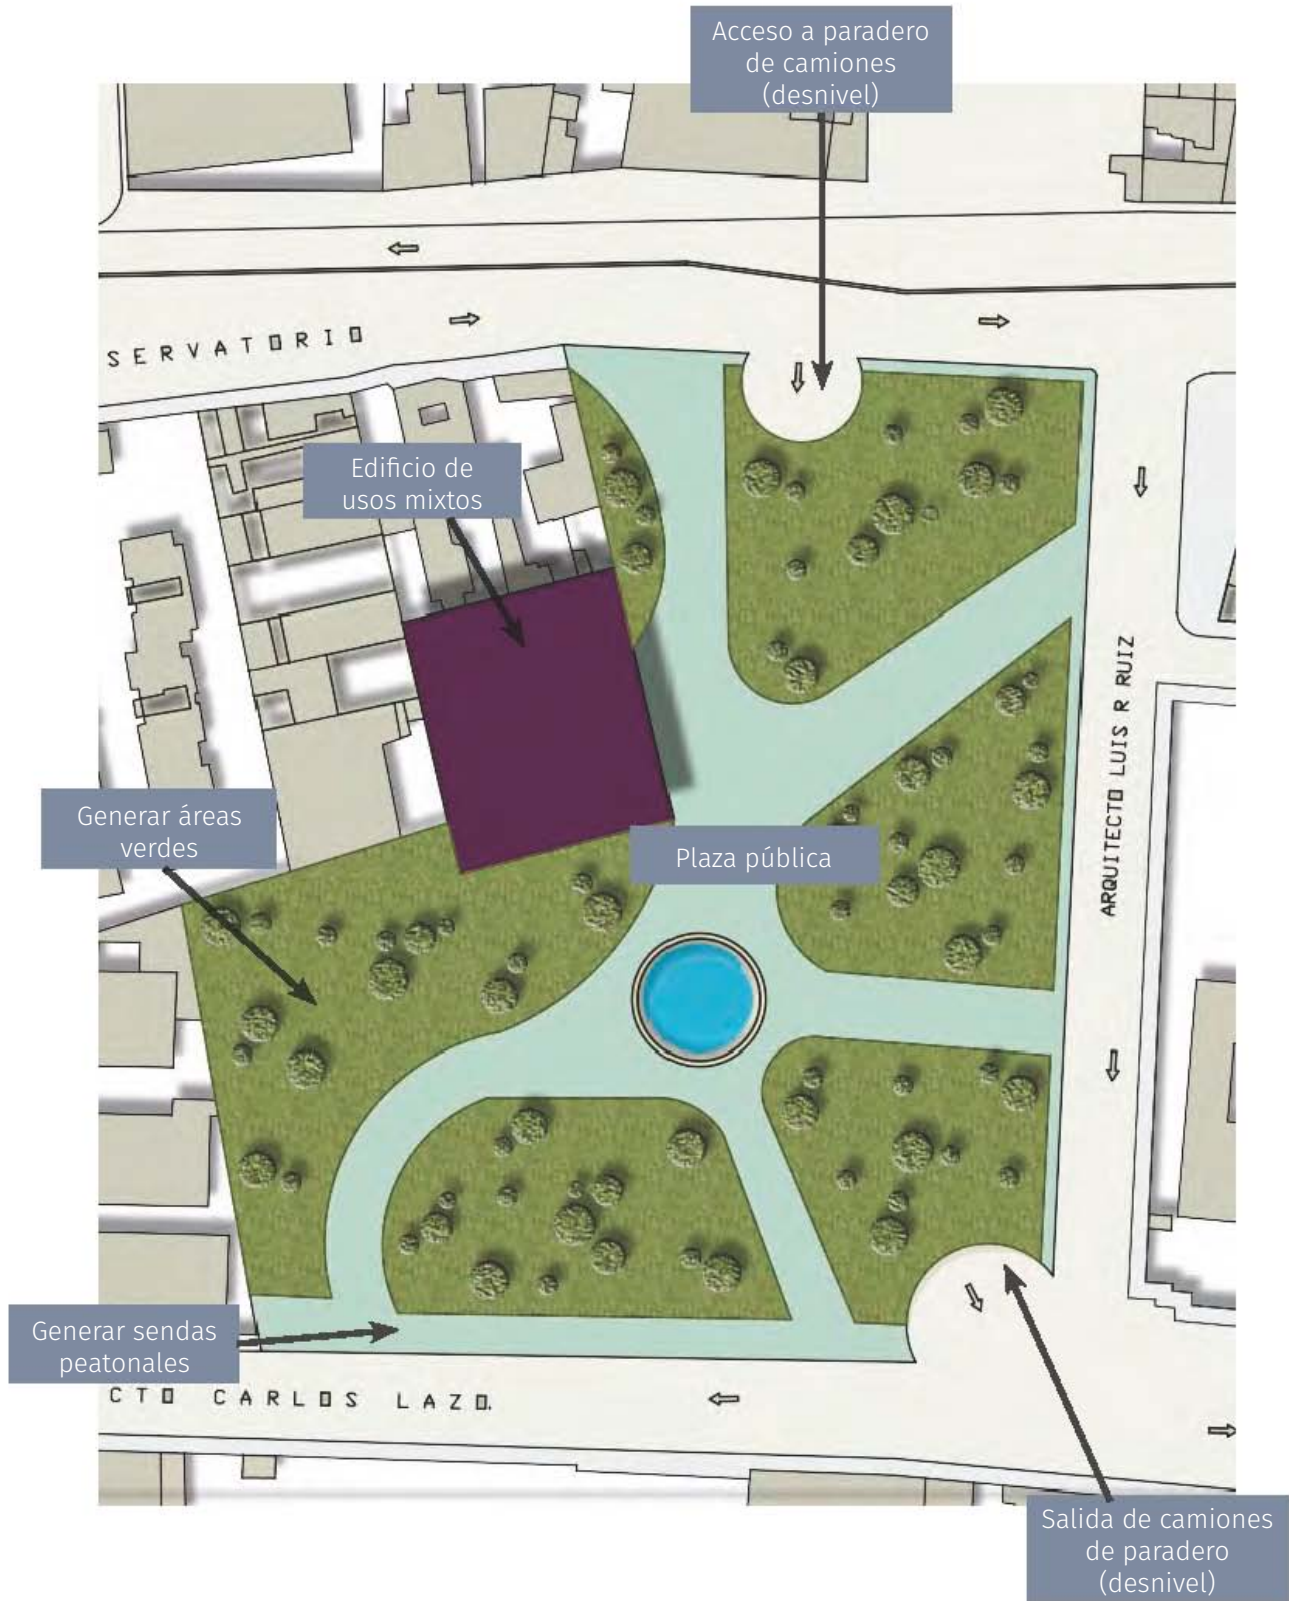 Acceso a paradero
de camiones
(desnivel)
SERVATORIO
Edificio de
usos mixtos
ARQUITECTO LUIS R RUIZ
Generar áreas
verdes
Plaza pública
Generar sendas
peatonales
CTO CARLOS LAZO.
Salida de camiones
de paradero
(desnivel)